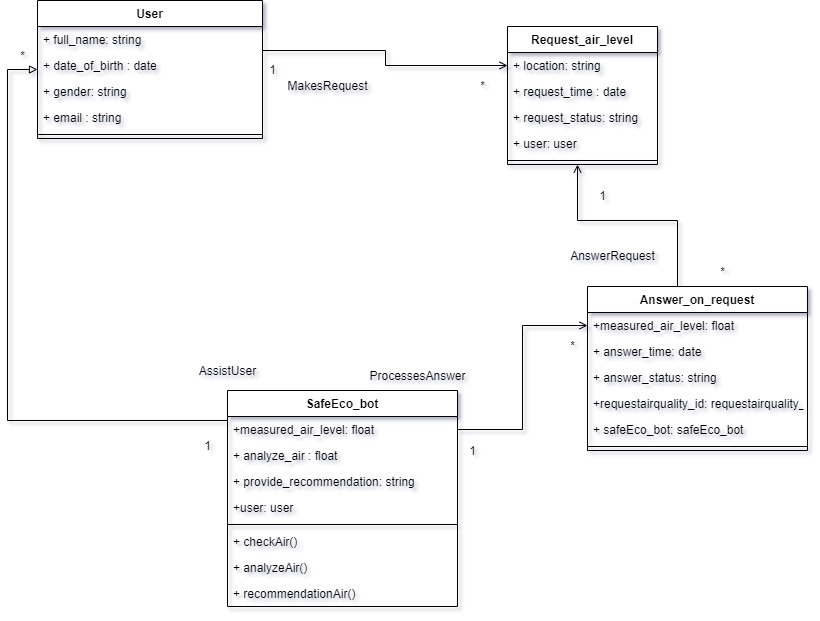 User
+ full_name: string
+ date_of_birth : date
+ gender: string
+ email : string
*
1
MakesRequest
*
Request_air_level
+ location: string
+ request_time : date
+ request_status: string
+ user: user
1
AnswerRequest
*
Answer_on_request
+measured_air_level: float
+ answer_time: date
+ answer_status: string
+requestairquality_id: requestairquality_
+ safeEco_bot: safeEco_bot
*
AssistUser
ProcessesAnswer
1
1
SafeEco_bot
+measured_air_level: float
+ analyze_air : float
+ provide_recommendation: string
+user: user
+ checkAir()
+ analyzeAir()
+ recommendationAir()